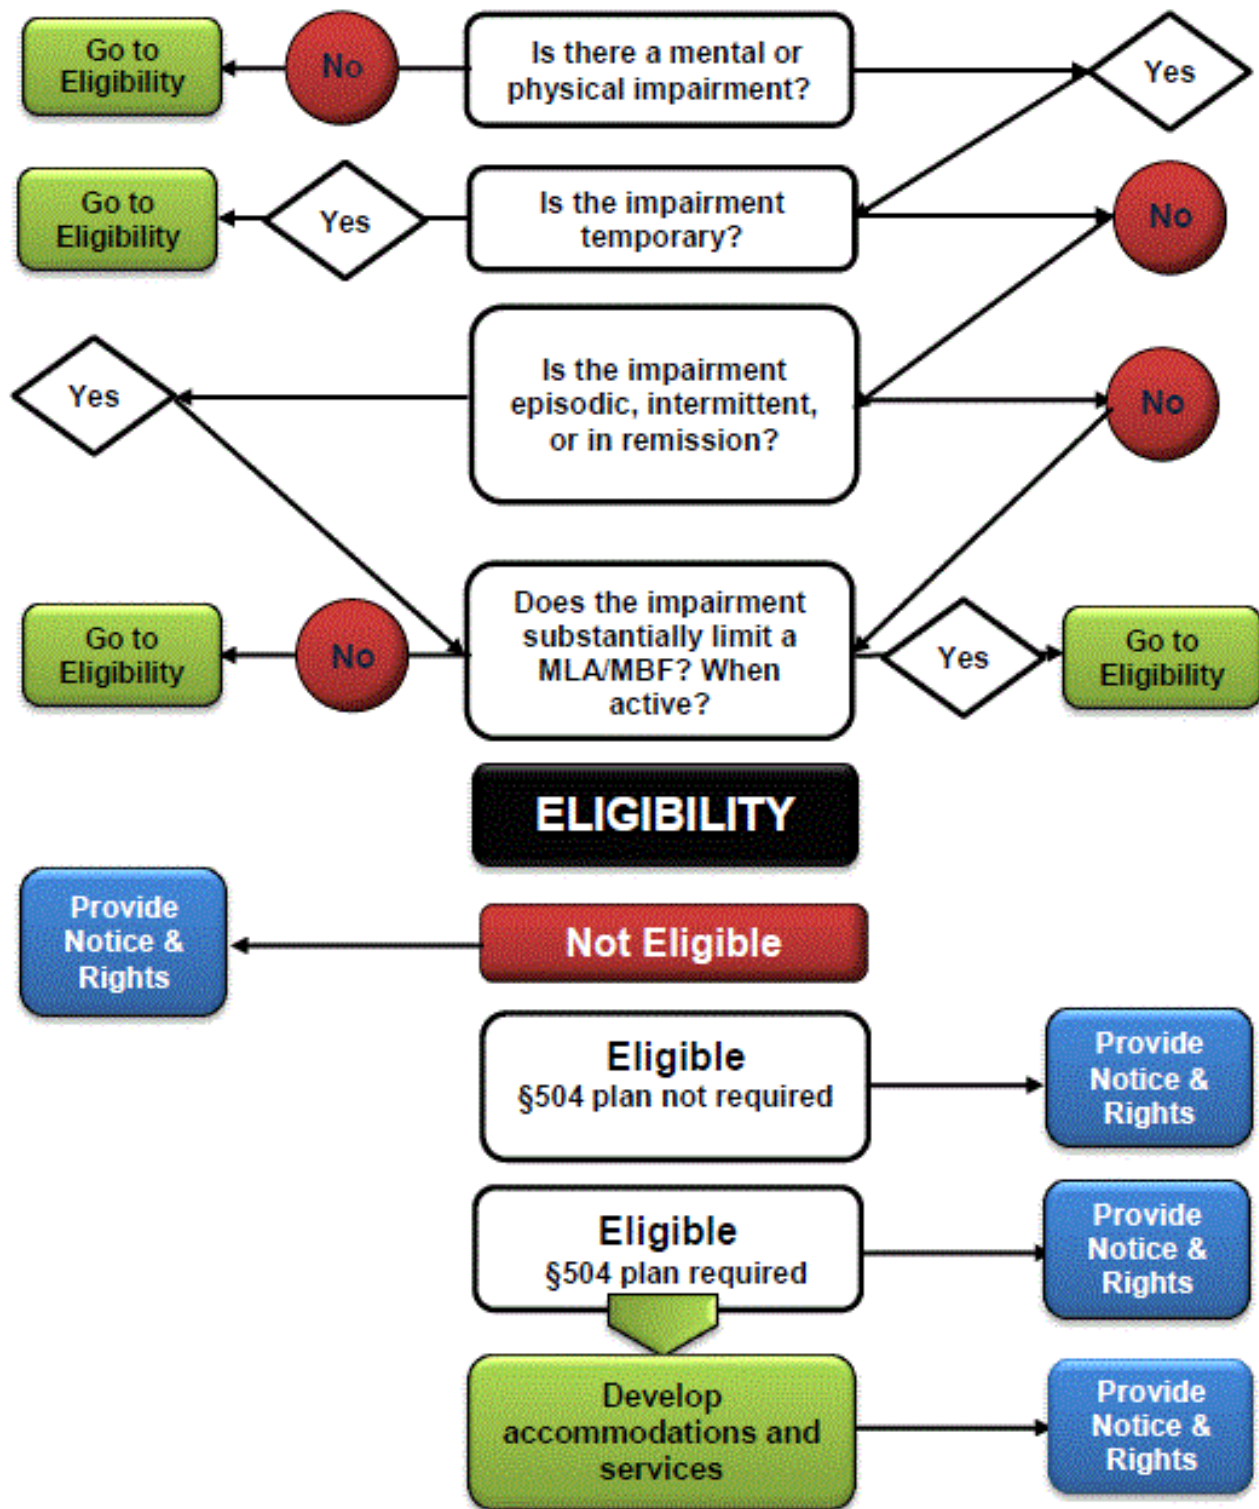 Go to
Eligibility
No
Is there a mental or
physical impairment?
Yes
Go to
Eligibility
Yes
Is the impairment
temporary?
No
Yes
Is the impairment
episodic, intermittent,
or in remission?
No
Go to
Eligibility
No
Does the impairment
substantially limit a
MLA/MBF? When
active?
Yes
Go to
Eligibility
ELIGIBILITY
Provide
Notice &
Rights
Not Eligible
Eligible
§504 plan not required
Provide
Notice &
Rights
Eligible
§504 plan required
Provide
Notice &
Rights
Develop
accommodations and
services
Provide
Notice &
Rights